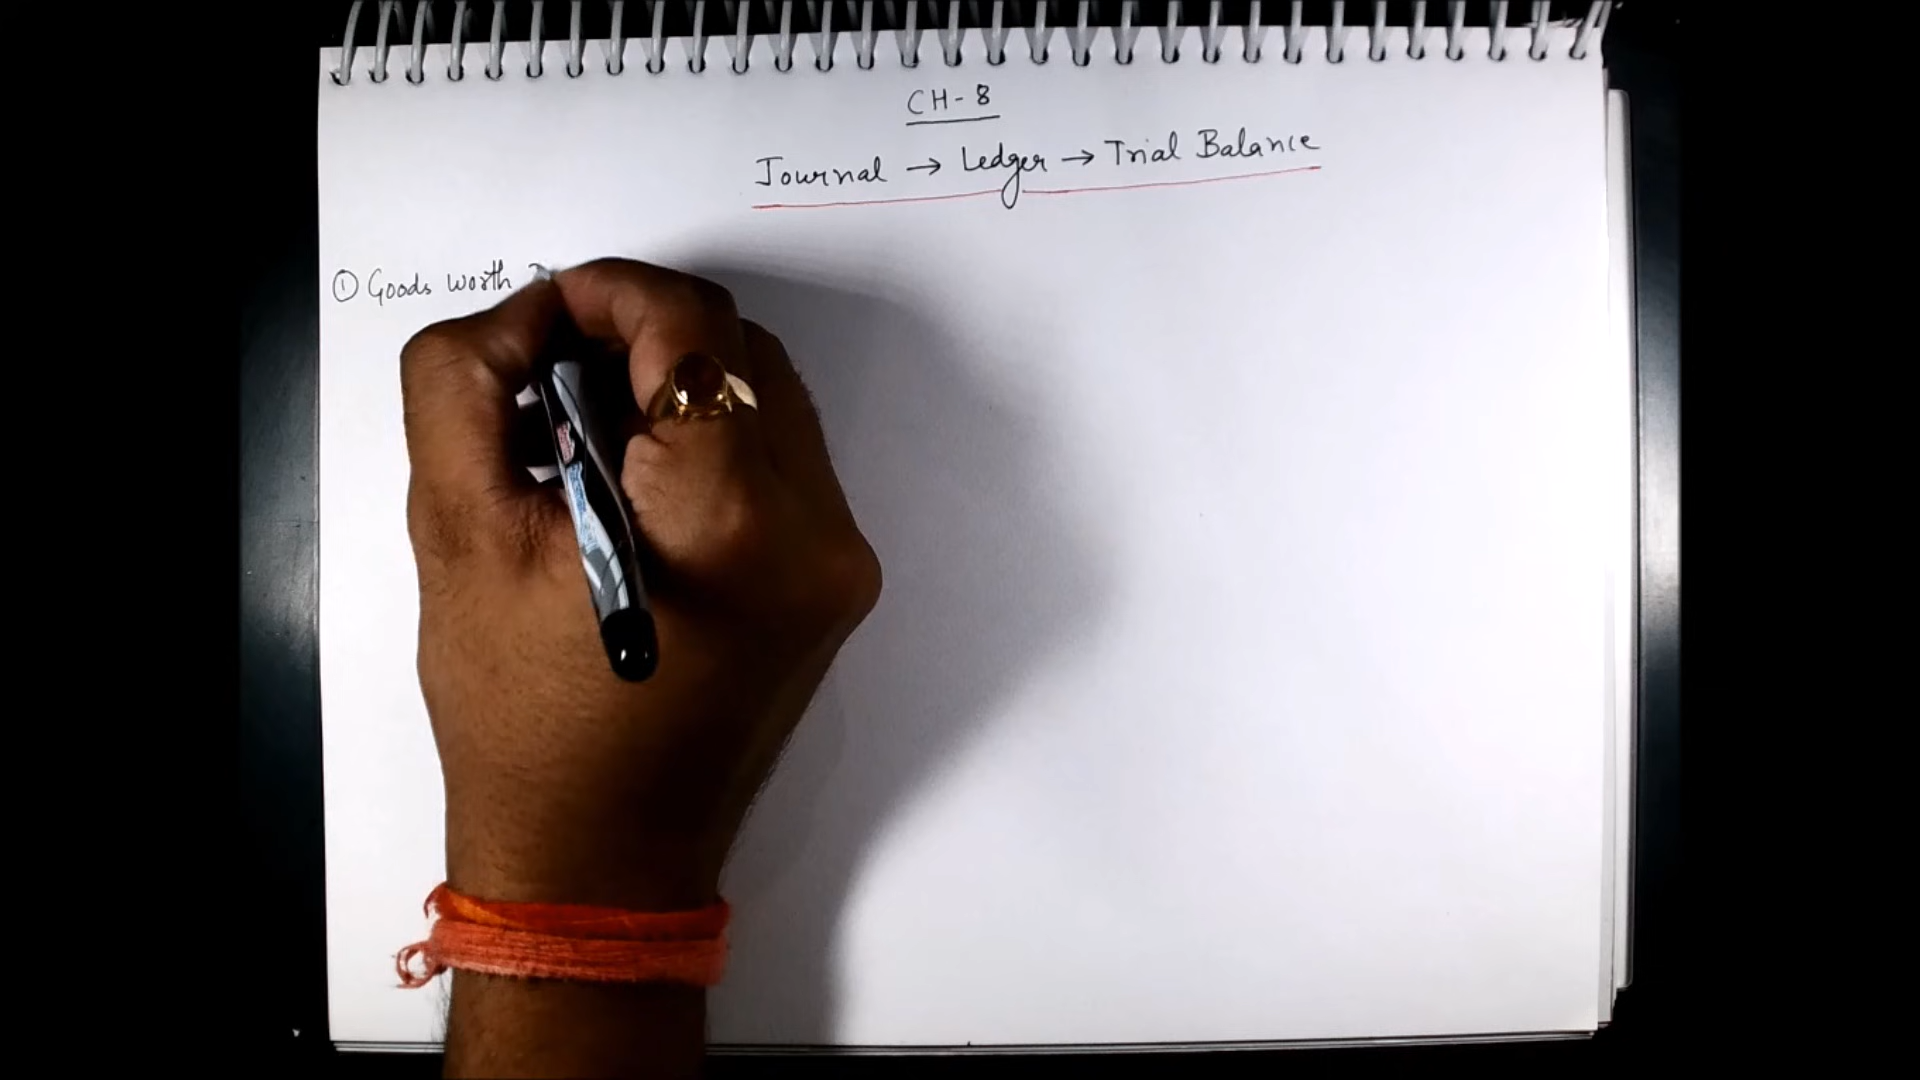 CH-8
Journal → Ledger → Trial Balance
① Goods worth